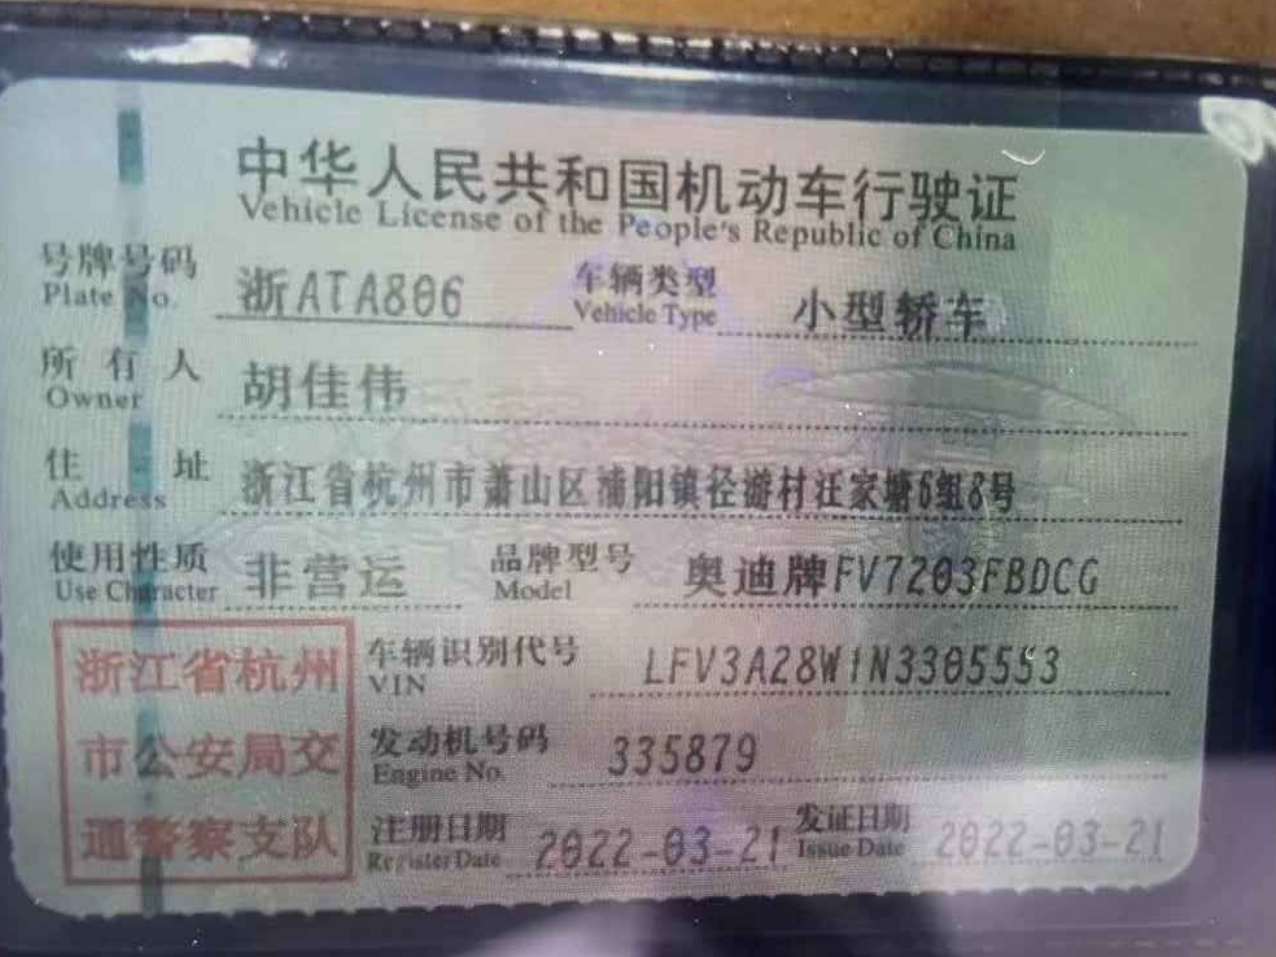 中华人民共和国机动车行驶证
Vehicle License of the People's Republic of China
号牌号码 浙ATA806 车辆类型 小型轿车
Plate No. Vehicle Type
所有人 胡佳伟
Owner
住址 浙江省杭州市萧山区浦阳镇径游村汪家塘6组8号
Address
使用性质 非营运 品牌型号 奥迪牌FV7203FBDCG
Use Character Model
浙江省杭州
市公安局交
通警察支队
车辆识别代号 LFV3A28W1N3305553
VIN
发动机号码 335879
Engine No.
注册日期 2022-03-21 发证日期 2022-03-21
Register Date Issue Date